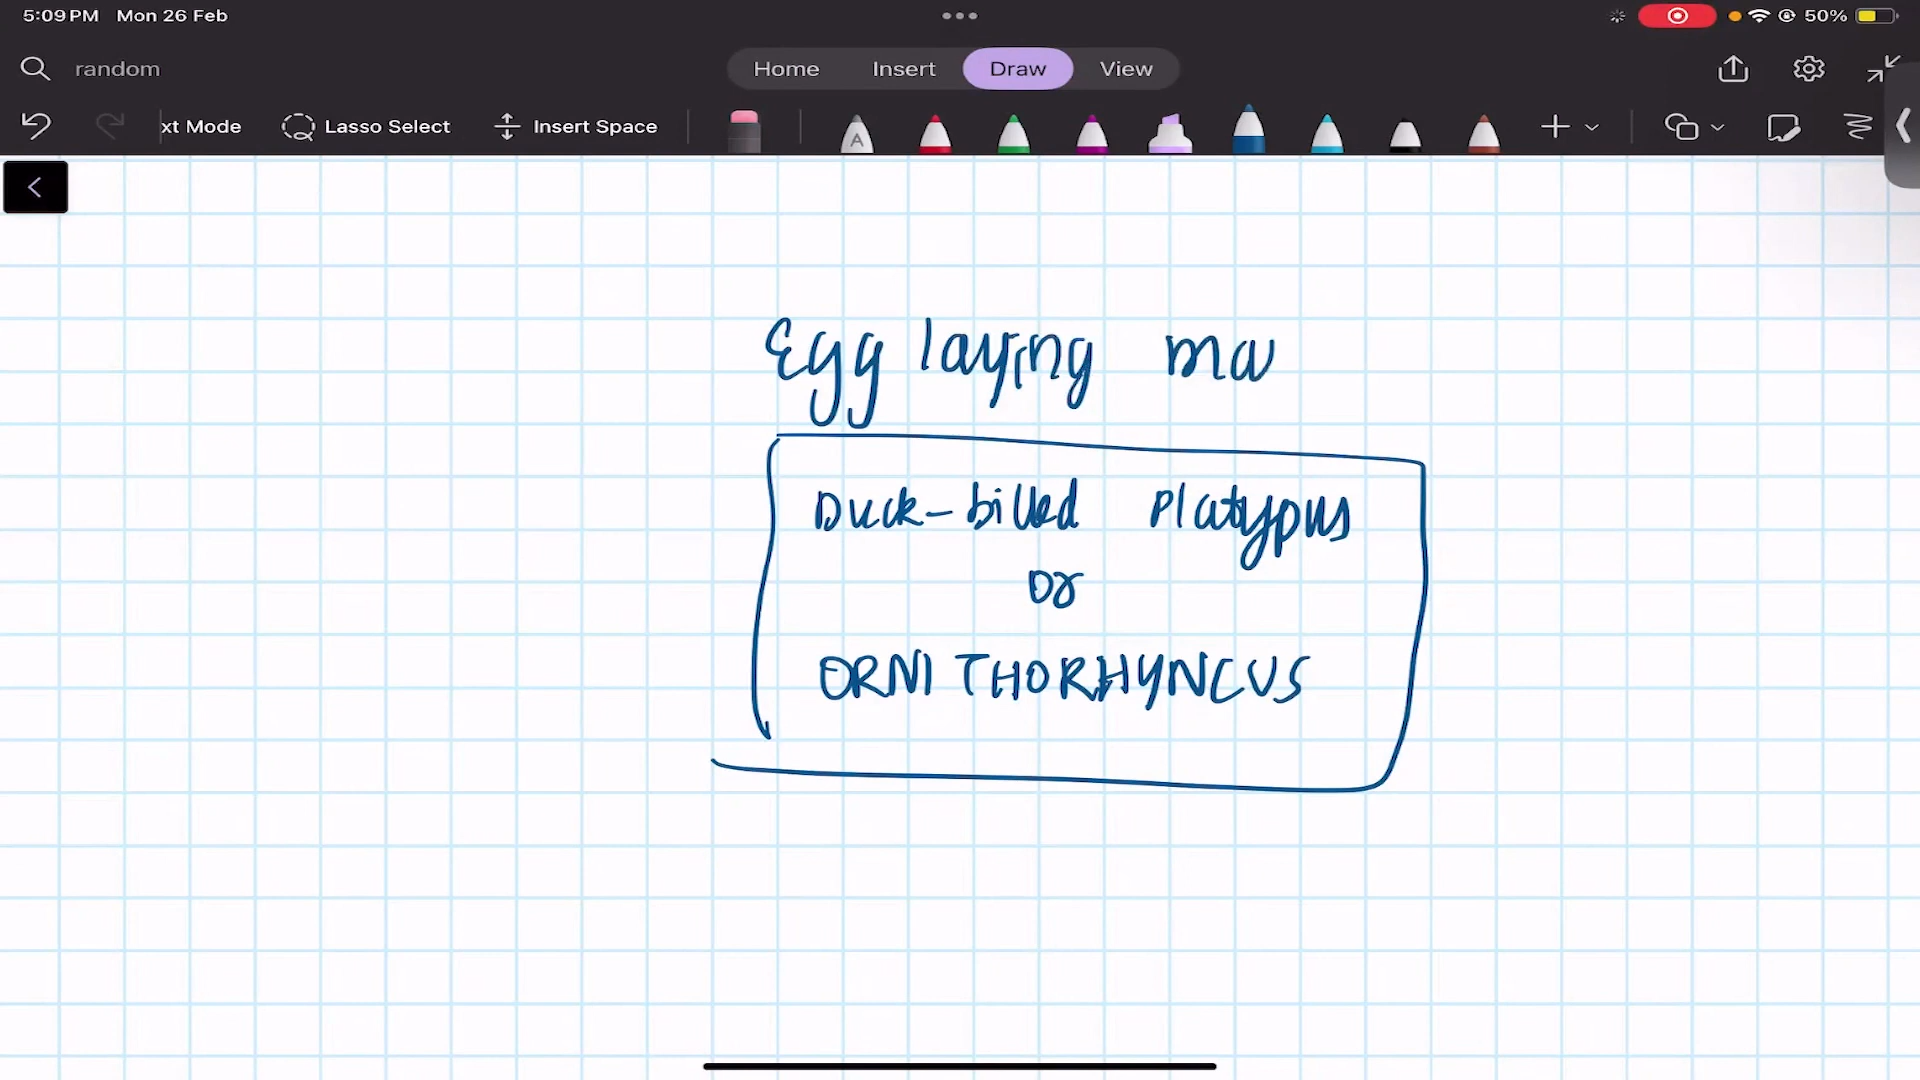 5:09 PM Mon 26 Feb
50%
random
Home Insert Draw View
xt Mode Lasso Select Insert Space
A
Egg laying ma
Duck-billed Platypus
or
ORNITHORHYNCUS